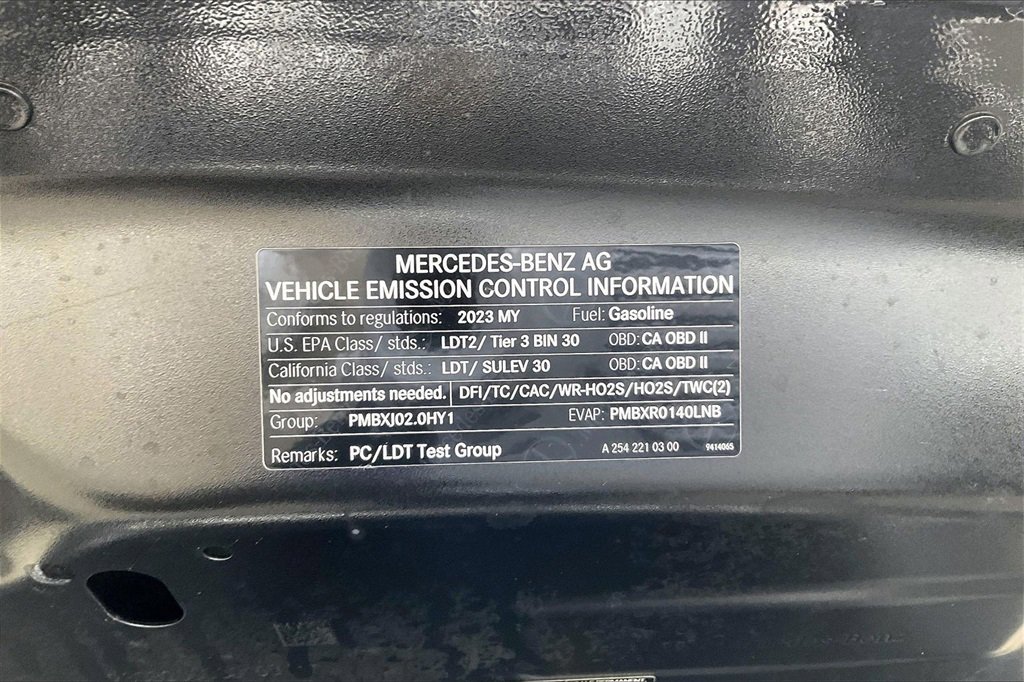 MERCEDES-BENZ AG
VEHICLE EMISSION CONTROL INFORMATION
Conforms to regulations: 2023 MY Fuel: Gasoline
U.S. EPA Class/ stds.: LDT2/ Tier 3 BIN 30 OBD: CA OBD II
California Class/ stds.: LDT/ SULEV 30 OBD: CA OBD II
No adjustments needed. DFI/TC/CAC/WR-HO2S/HO2S/TWC(2)
Group: PMBXJ02.0HY1 EVAP: PMBXR0140LNB
Remarks: PC/LDT Test Group A 254 221 03 00 9414065